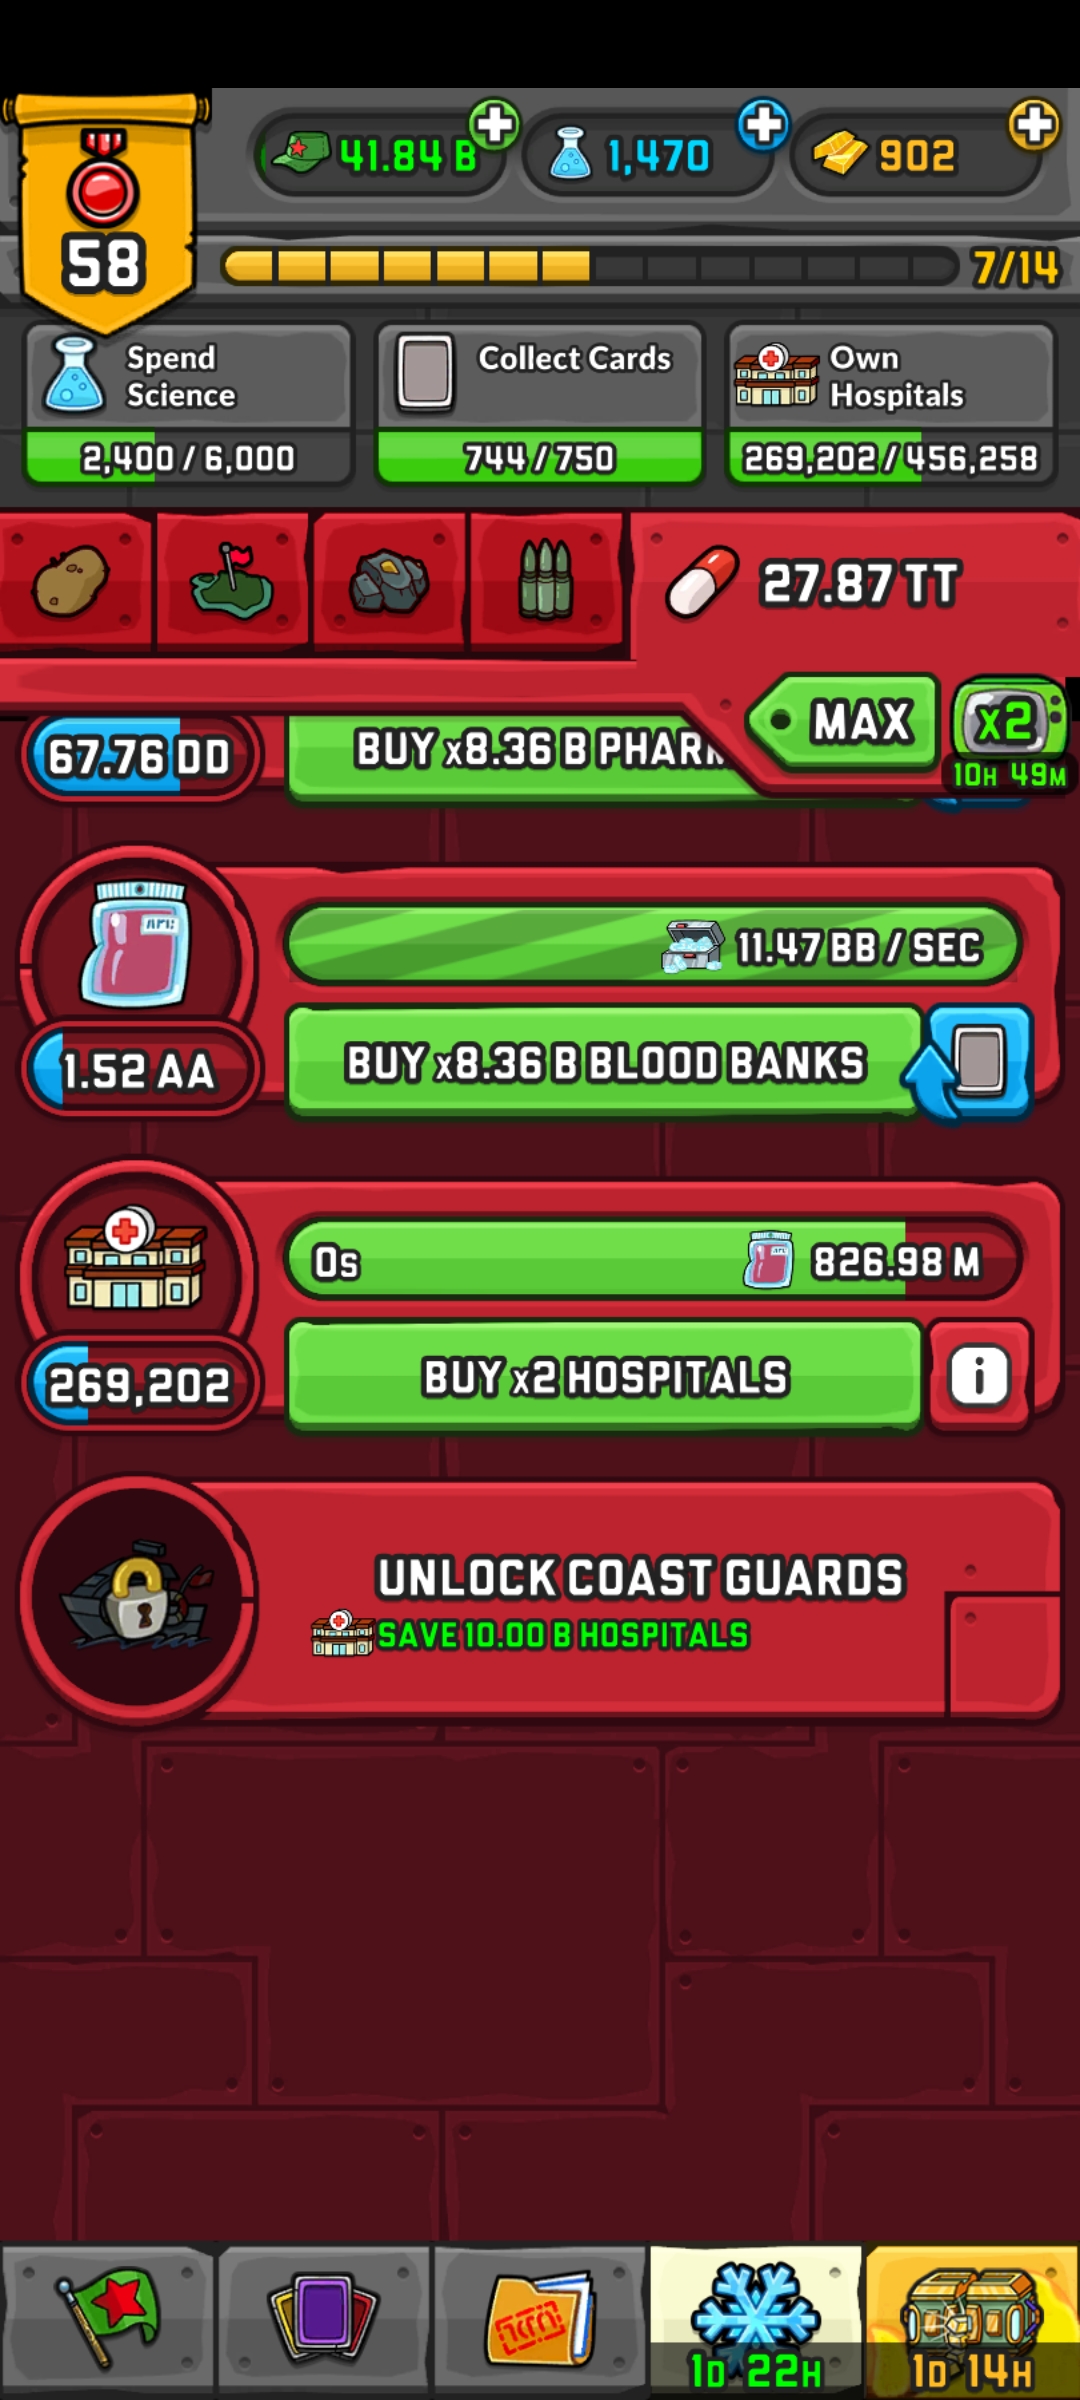 58
41.84 B
1,470
902
7/14
Spend
Science
2,400 / 6,000
Collect Cards
744 / 750
Own
Hospitals
269,202 / 456,258
27.87 TT
MAX
x2
10H 49M
67.76 DD
BUY x8.36 B
11.47 BB / SEC
1.52 AA
BUY x8.36 B BLOOD BANKS
0s
826.98 M
269,202
BUY x2 HOSPITALS
i
UNLOCK COAST GUARDS
SAVE 10.00 B HOSPITALS
1D 22H
1D 14H